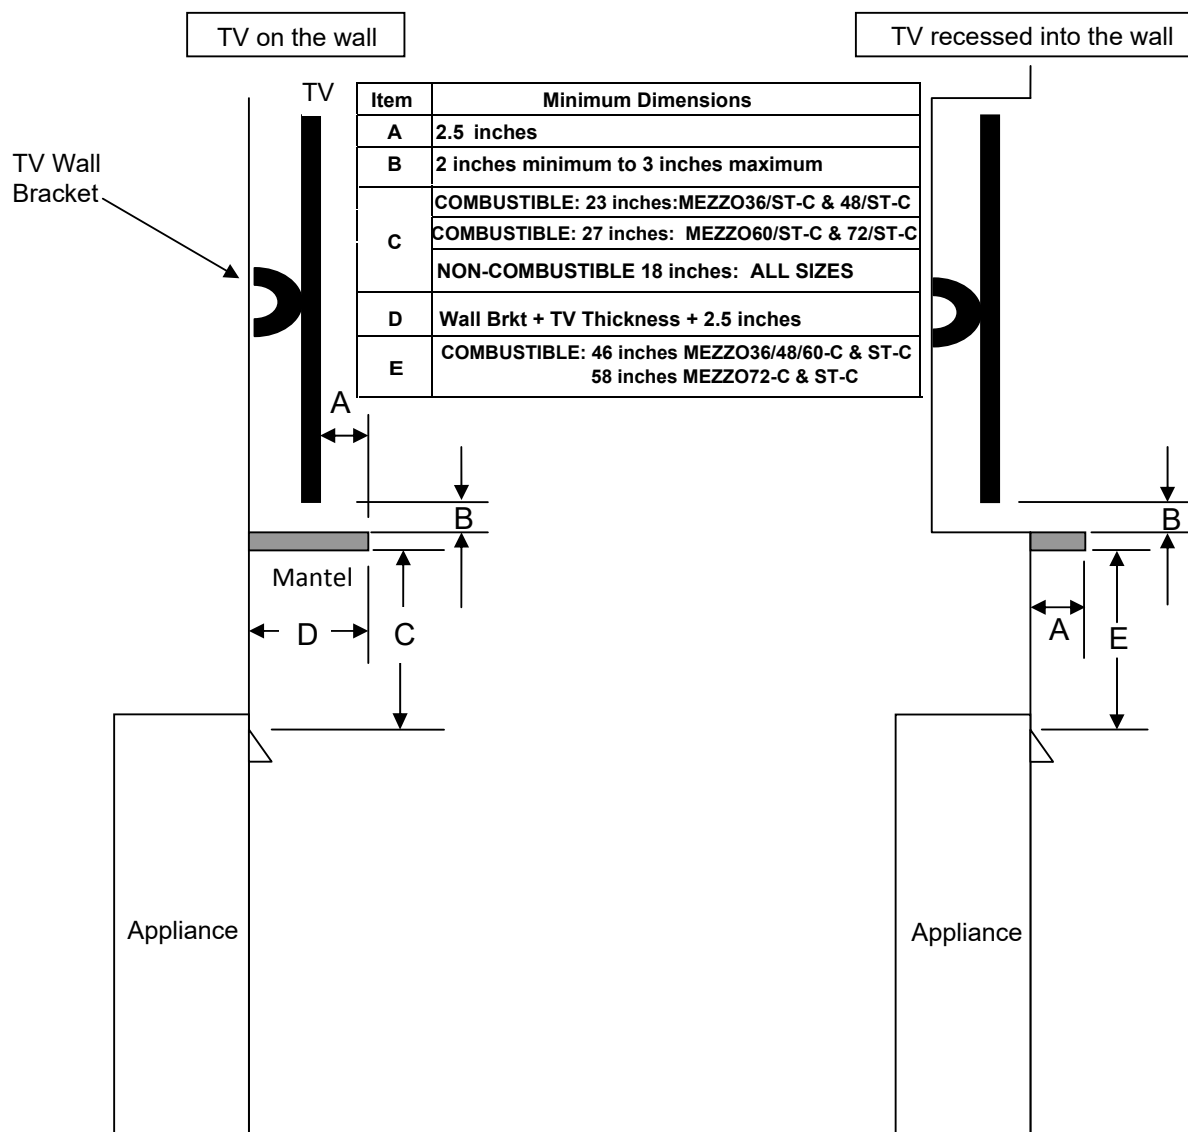 TV on the wall
TV recessed into the wall
TV
TV Wall
Bracket
Item Minimum Dimensions
A 2.5 inches
B 2 inches minimum to 3 inches maximum
C
COMBUSTIBLE: 23 inches:MEZZO36/ST-C & 48/ST-C
COMBUSTIBLE: 27 inches: MEZZO60/ST-C & 72/ST-C
NON-COMBUSTIBLE 18 inches: ALL SIZES
D Wall Brkt + TV Thickness + 2.5 inches
E
COMBUSTIBLE: 46 inches MEZZO36/48/60-C & ST-C
58 inches MEZZO72-C & ST-C
A
B
B
Mantel
D
C
A
E
Appliance
Appliance